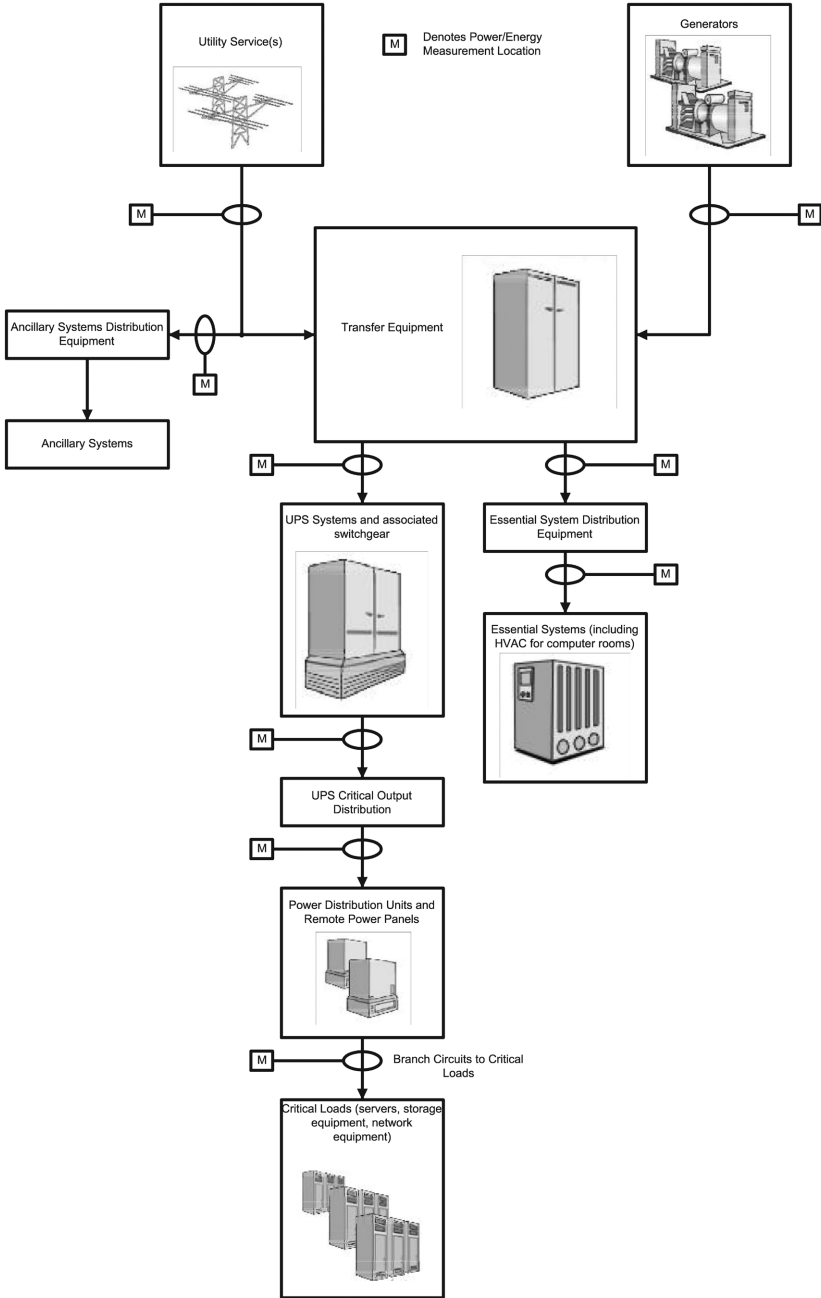 Utility Service(s)
M
Denotes Power/Energy
Measurement Location
Generators
M
M
Ancillary Systems Distribution
Equipment
M
Transfer Equipment
Ancillary Systems
M
M
UPS Systems and associated
switchgear
Essential System Distribution
Equipment
M
Essential Systems (including
HVAC for computer rooms)
M
UPS Critical Output
Distribution
M
Power Distribution Units and
Remote Power Panels
M
Branch Circuits to Critical
Loads
Critical Loads (servers, storage
equipment, network
equipment)